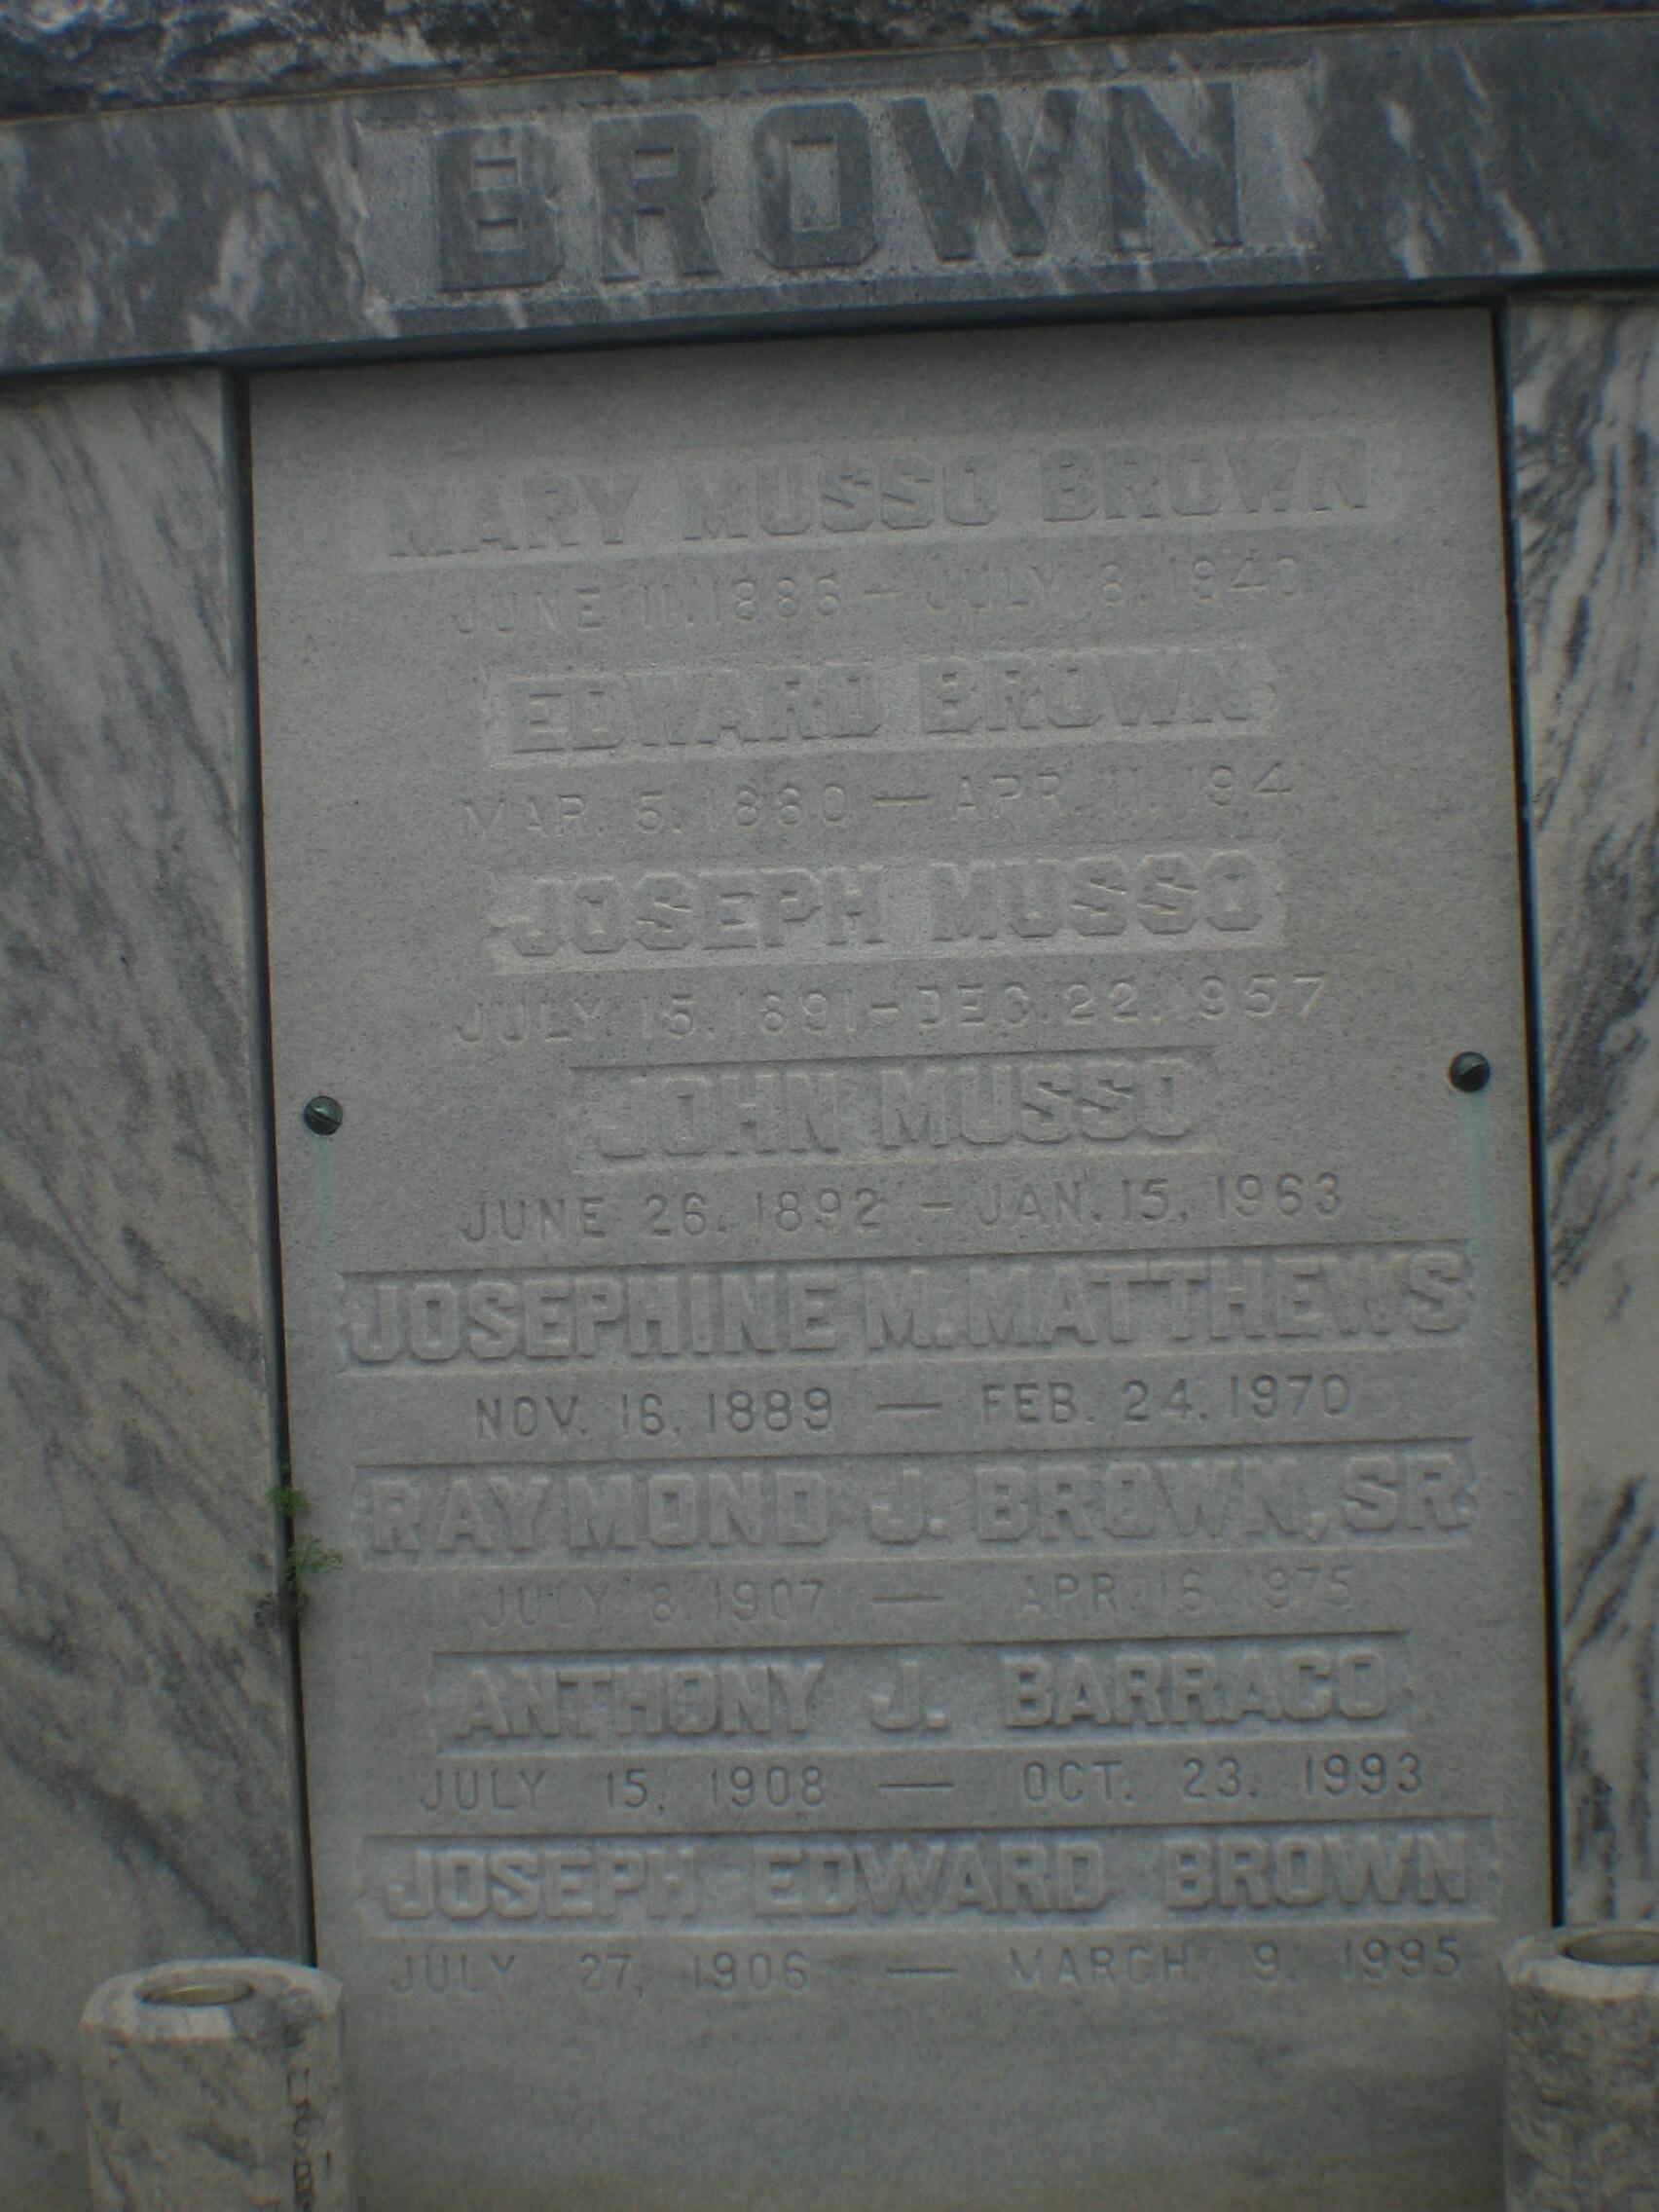 BROWN
MARY MUSSO BROWN
JUNE 11, 1886 — JULY 8, 1940
EDWARD BROWN
MAR. 5, 1880 — APR. 11,
JOSEPH MUSSO
JULY 15, 1891 - DEC. 22, 1957
JOHN MUSSO
JUNE 26, 1892 - JAN. 15, 1963
JOSEPHINE M. MATTHEWS
NOV. 16, 1889 — FEB. 24, 1970
RAYMOND J. BROWN, SR.
JULY 8, 1907 — APR. 16, 1975
ANTHONY J. BARRACO
JULY 15, 1908 — OCT. 23, 1993
JOSEPH EDWARD BROWN
JULY 27, 1906 — MARCH 9, 1995